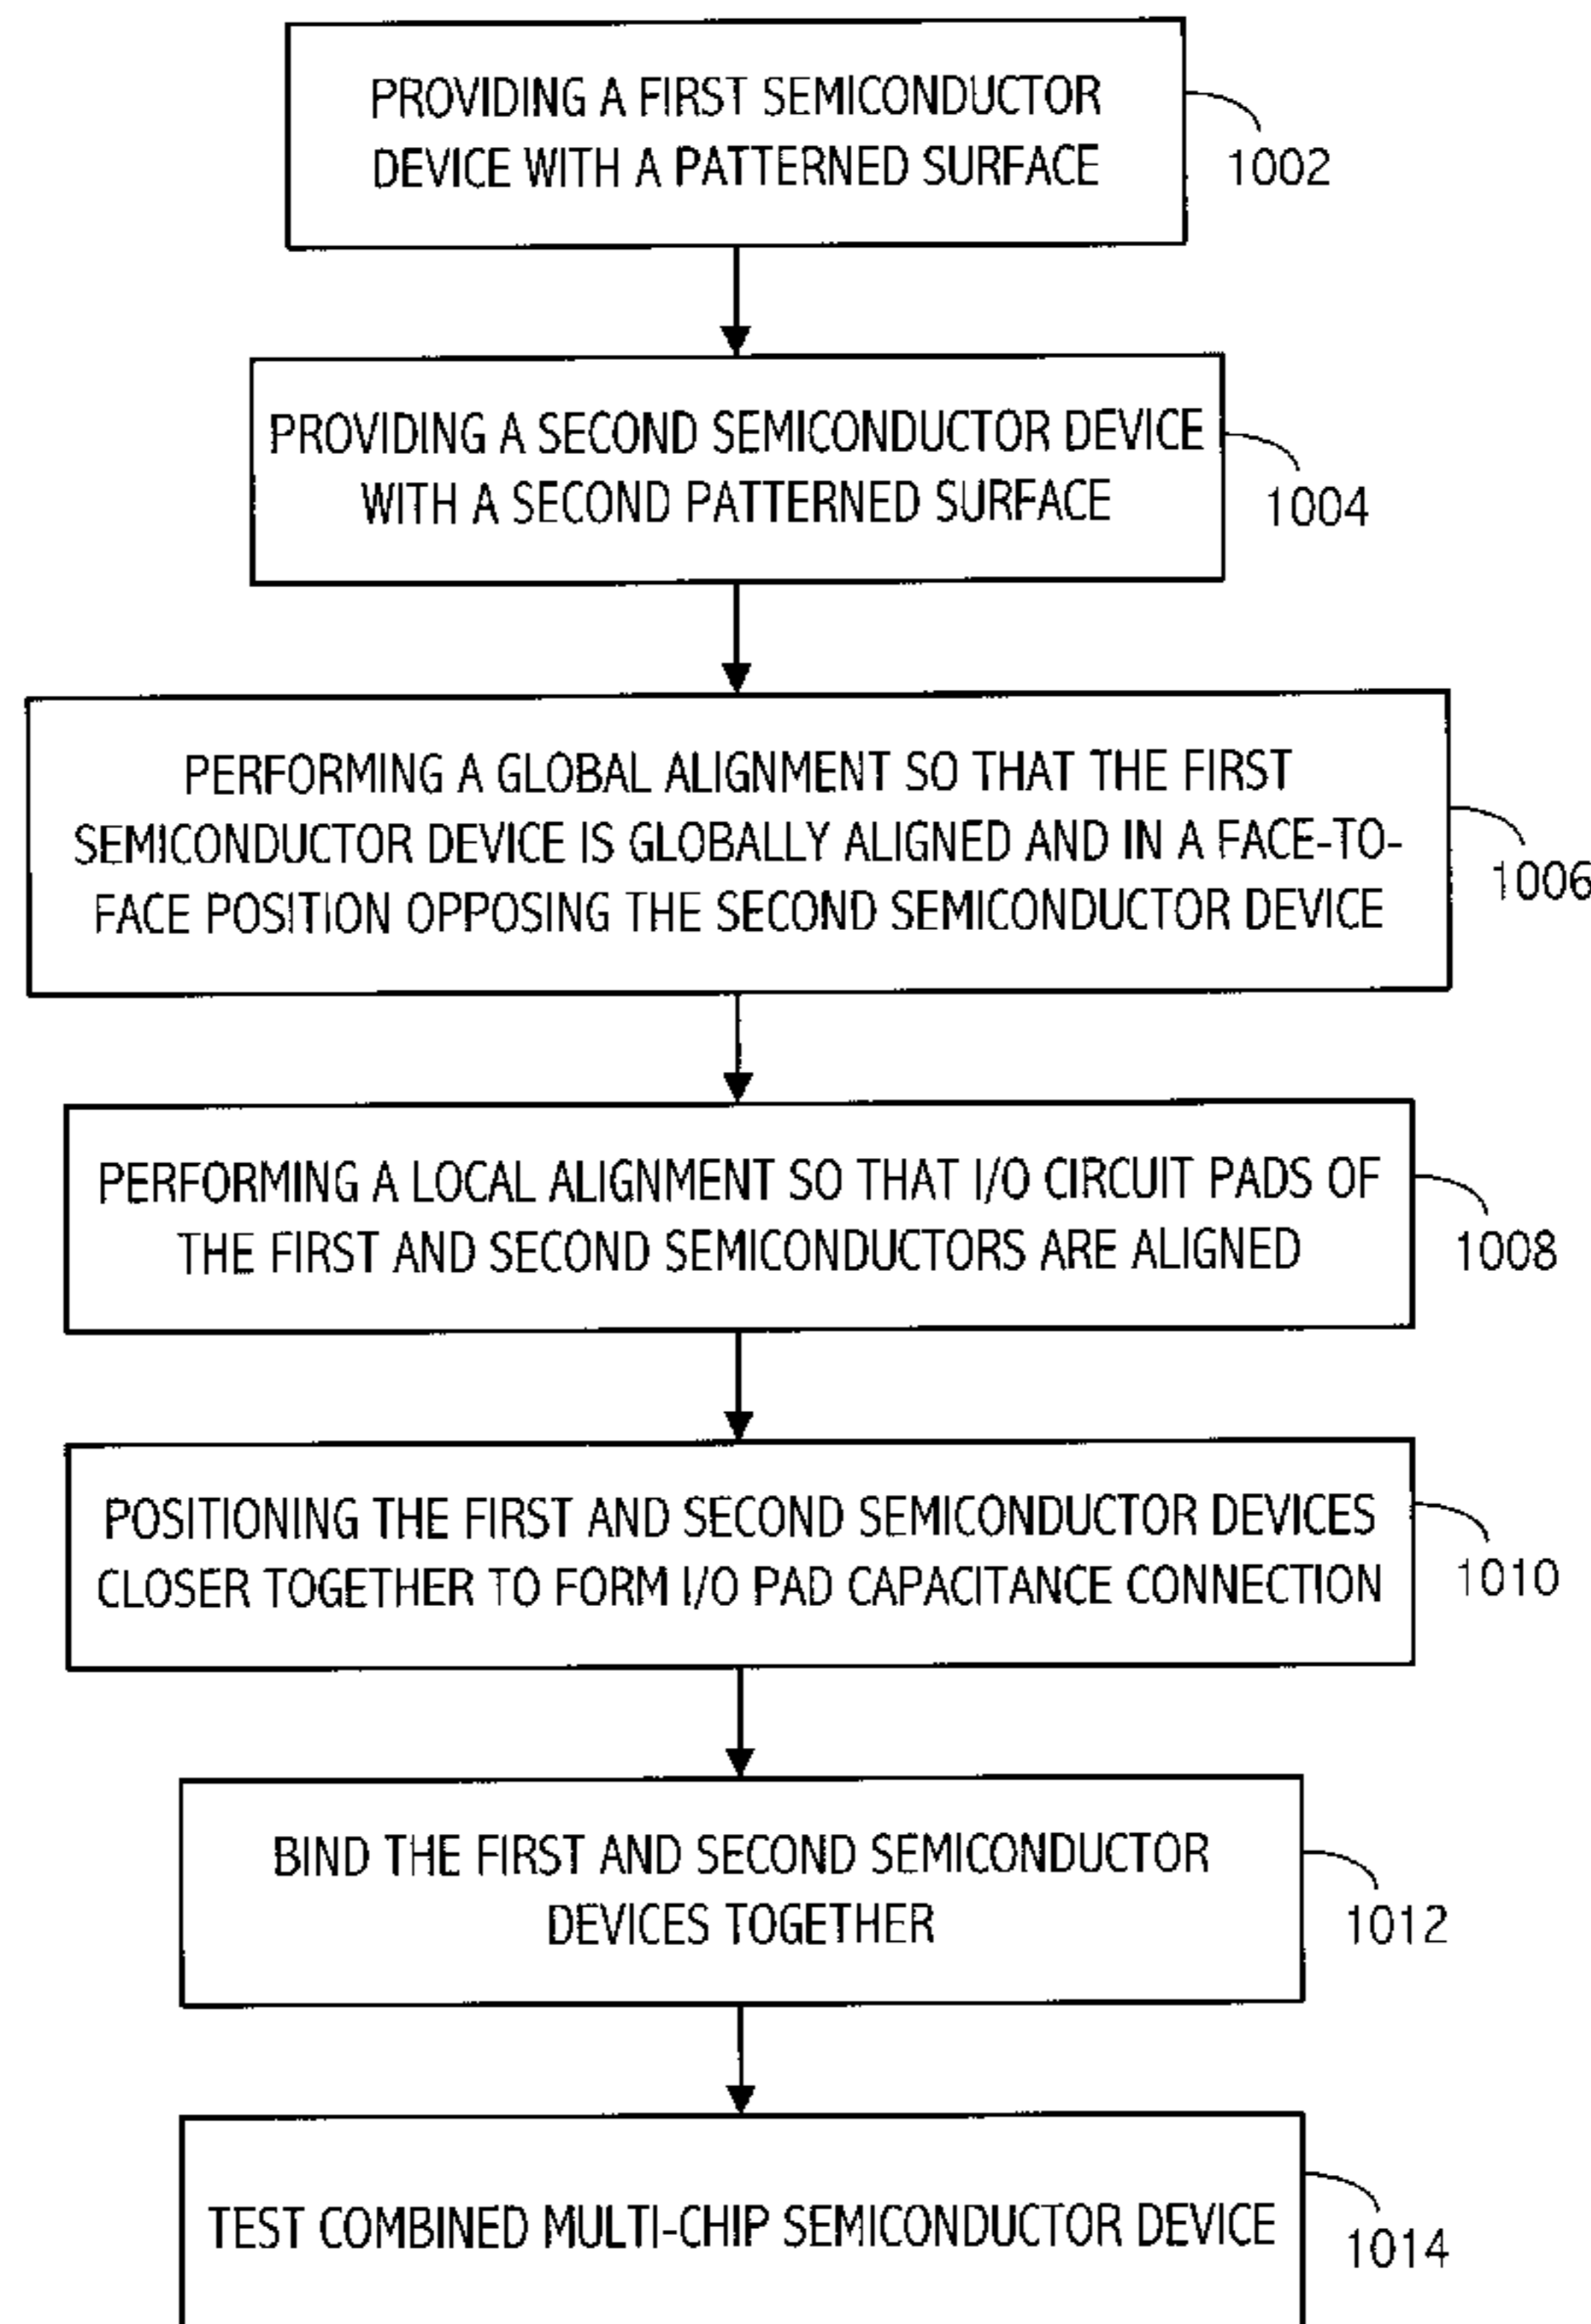 PROVIDING A FIRST SEMICONDUCTOR
DEVICE WITH A PATTERNED SURFACE
1002
PROVIDING A SECOND SEMICONDUCTOR DEVICE
WITH A SECOND PATTERNED SURFACE
1004
PERFORMING A GLOBAL ALIGNMENT SO THAT THE FIRST
SEMICONDUCTOR DEVICE IS GLOBALLY ALIGNED AND IN A FACE-TO-
FACE POSITION OPPOSING THE SECOND SEMICONDUCTOR DEVICE
1006
PERFORMING A LOCAL ALIGNMENT SO THAT I/O CIRCUIT PADS OF
THE FIRST AND SECOND SEMICONDUCTORS ARE ALIGNED
1008
POSITIONING THE FIRST AND SECOND SEMICONDUCTOR DEVICES
CLOSER TOGETHER TO FORM I/O PAD CAPACITANCE CONNECTION
1010
BIND THE FIRST AND SECOND SEMICONDUCTOR
DEVICES TOGETHER
1012
TEST COMBINED MULTI-CHIP SEMICONDUCTOR DEVICE
1014